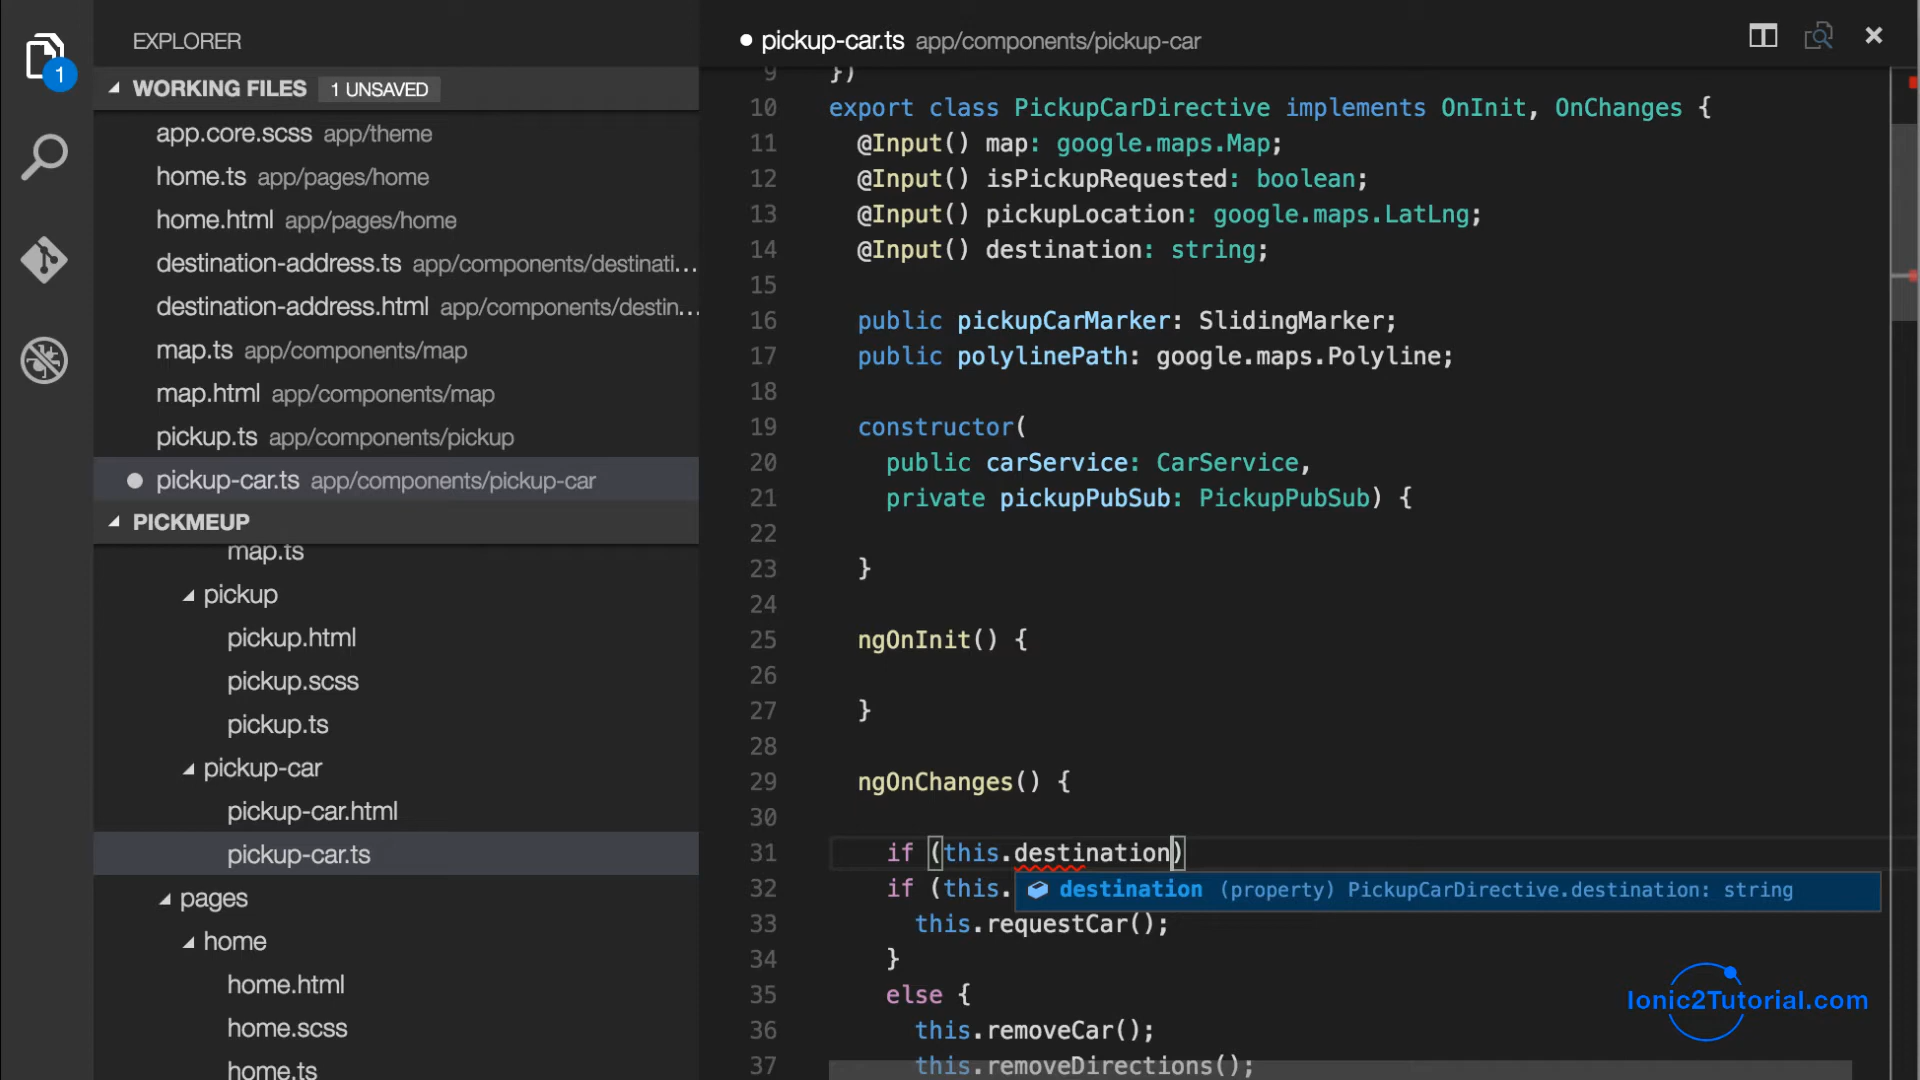 EXPLORER
WORKING FILES 1 UNSAVED
app.core.scss app/theme
home.ts app/pages/home
home.html app/pages/home
destination-address.ts app/components/destinati...
destination-address.html app/components/destin...
map.ts app/components/map
map.html app/components/map
pickup.ts app/components/pickup
pickup-car.ts app/components/pickup-car
PICKMEUP
map.ts
pickup
pickup.html
pickup.scss
pickup.ts
pickup-car
pickup-car.html
pickup-car.ts
pages
home
home.html
home.scss
home.ts
1
pickup-car.ts app/components/pickup-car
9 })
10 export class PickupCarDirective implements OnInit, OnChanges {
11 @Input() map: google.maps.Map;
12 @Input() isPickupRequested: boolean;
13 @Input() pickupLocation: google.maps.LatLng;
14 @Input() destination: string;
15
16 public pickupCarMarker: SlidingMarker;
17 public polylinePath: google.maps.Polyline;
18
19 constructor(
20 public carService: CarService,
21 private pickupPubSub: PickupPubSub) {
22
23 }
24
25 ngOnInit() {
26
27 }
28
29 ngOnChanges() {
30
31 if (this.destination)
32 if (this.
destination (property) PickupCarDirective.destination: string
33 this.requestCar();
34 }
35 else {
36 this.removeCar();
37 this.removeDirections();
Ionic2Tutorial.com